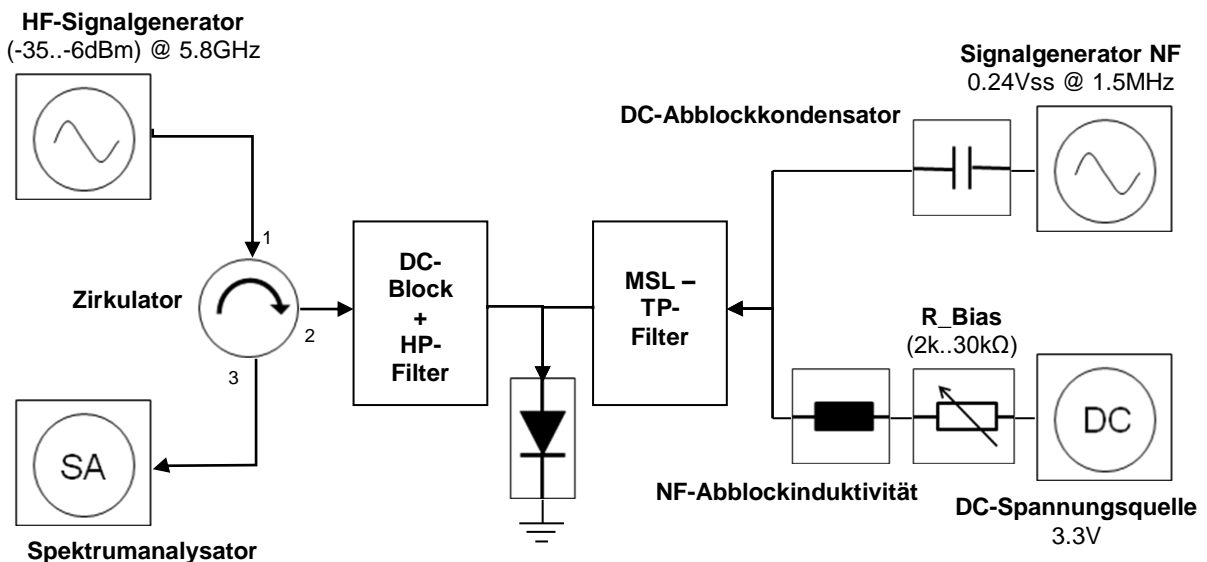 HF-Signalgenerator
(-35..-6dBm) @ 5.8GHz
Signalgenerator NF
0.24Vss @ 1.5MHz
DC-Abblockkondensator
1
Zirkulator
2
3
DC-
Block
+
HP-
Filter
MSL –
TP-
Filter
R_Bias
(2k..30kΩ)
SA
DC
NF-Abblockinduktivität
DC-Spannungsquelle
3.3V
Spektrumanalysator